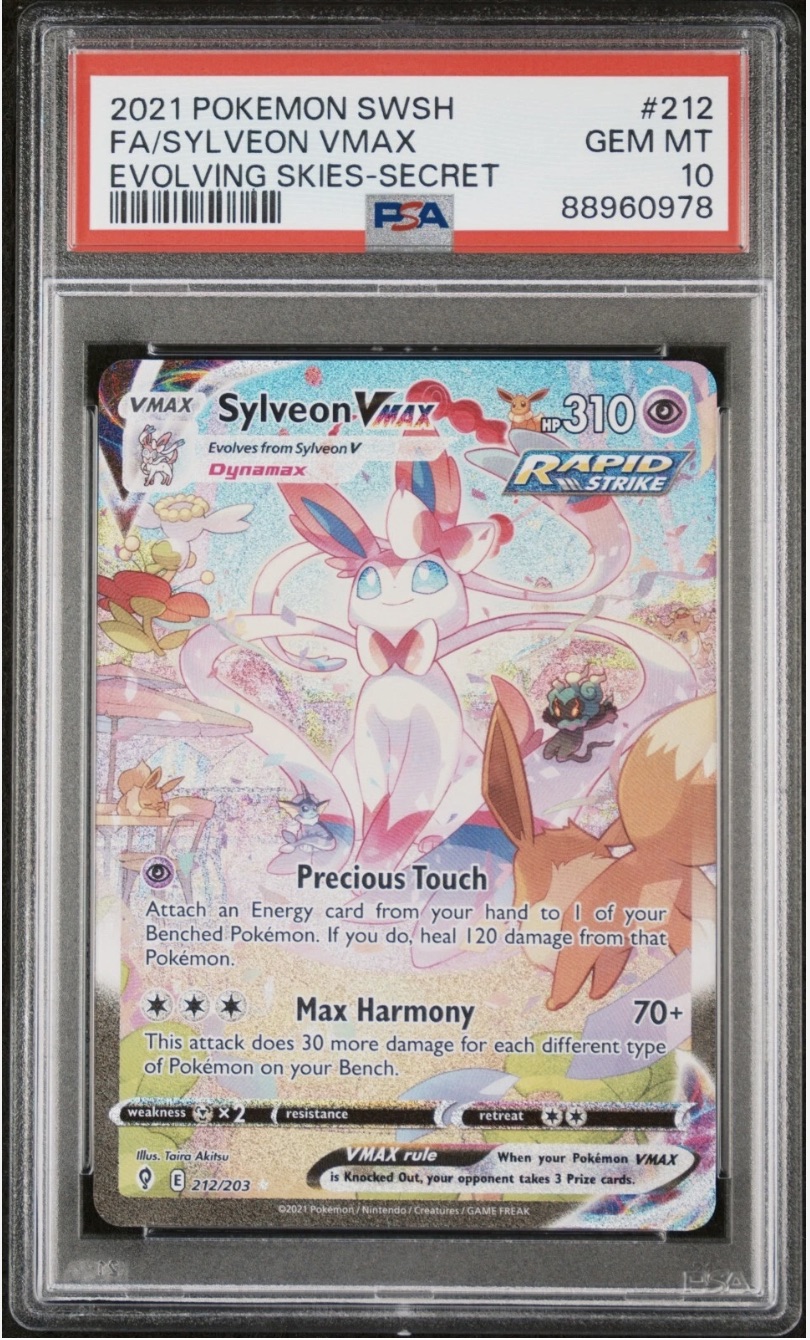 2021 POKEMON SWSH #212
FA/SYLVEON VMAX GEM MT
EVOLVING SKIES-SECRET 10
PSA 88960978
VMAX SylveonVMAX HP310
Evolves from Sylveon V
Dynamax
RAPID
STRIKE
Precious Touch
Attach an Energy card from your hand to 1 of your
Benched Pokémon. If you do, heal 120 damage from that
Pokémon.
Max Harmony 70+
This attack does 30 more damage for each different type
of Pokémon on your Bench.
weakness ×2 resistance retreat
Illus. Taira Akitsu
VMAX rule When your Pokémon VMAX
is Knocked Out, your opponent takes 3 Prize cards.
E 212/203
©2021 Pokémon / Nintendo / Creatures / GAME FREAK
PSA